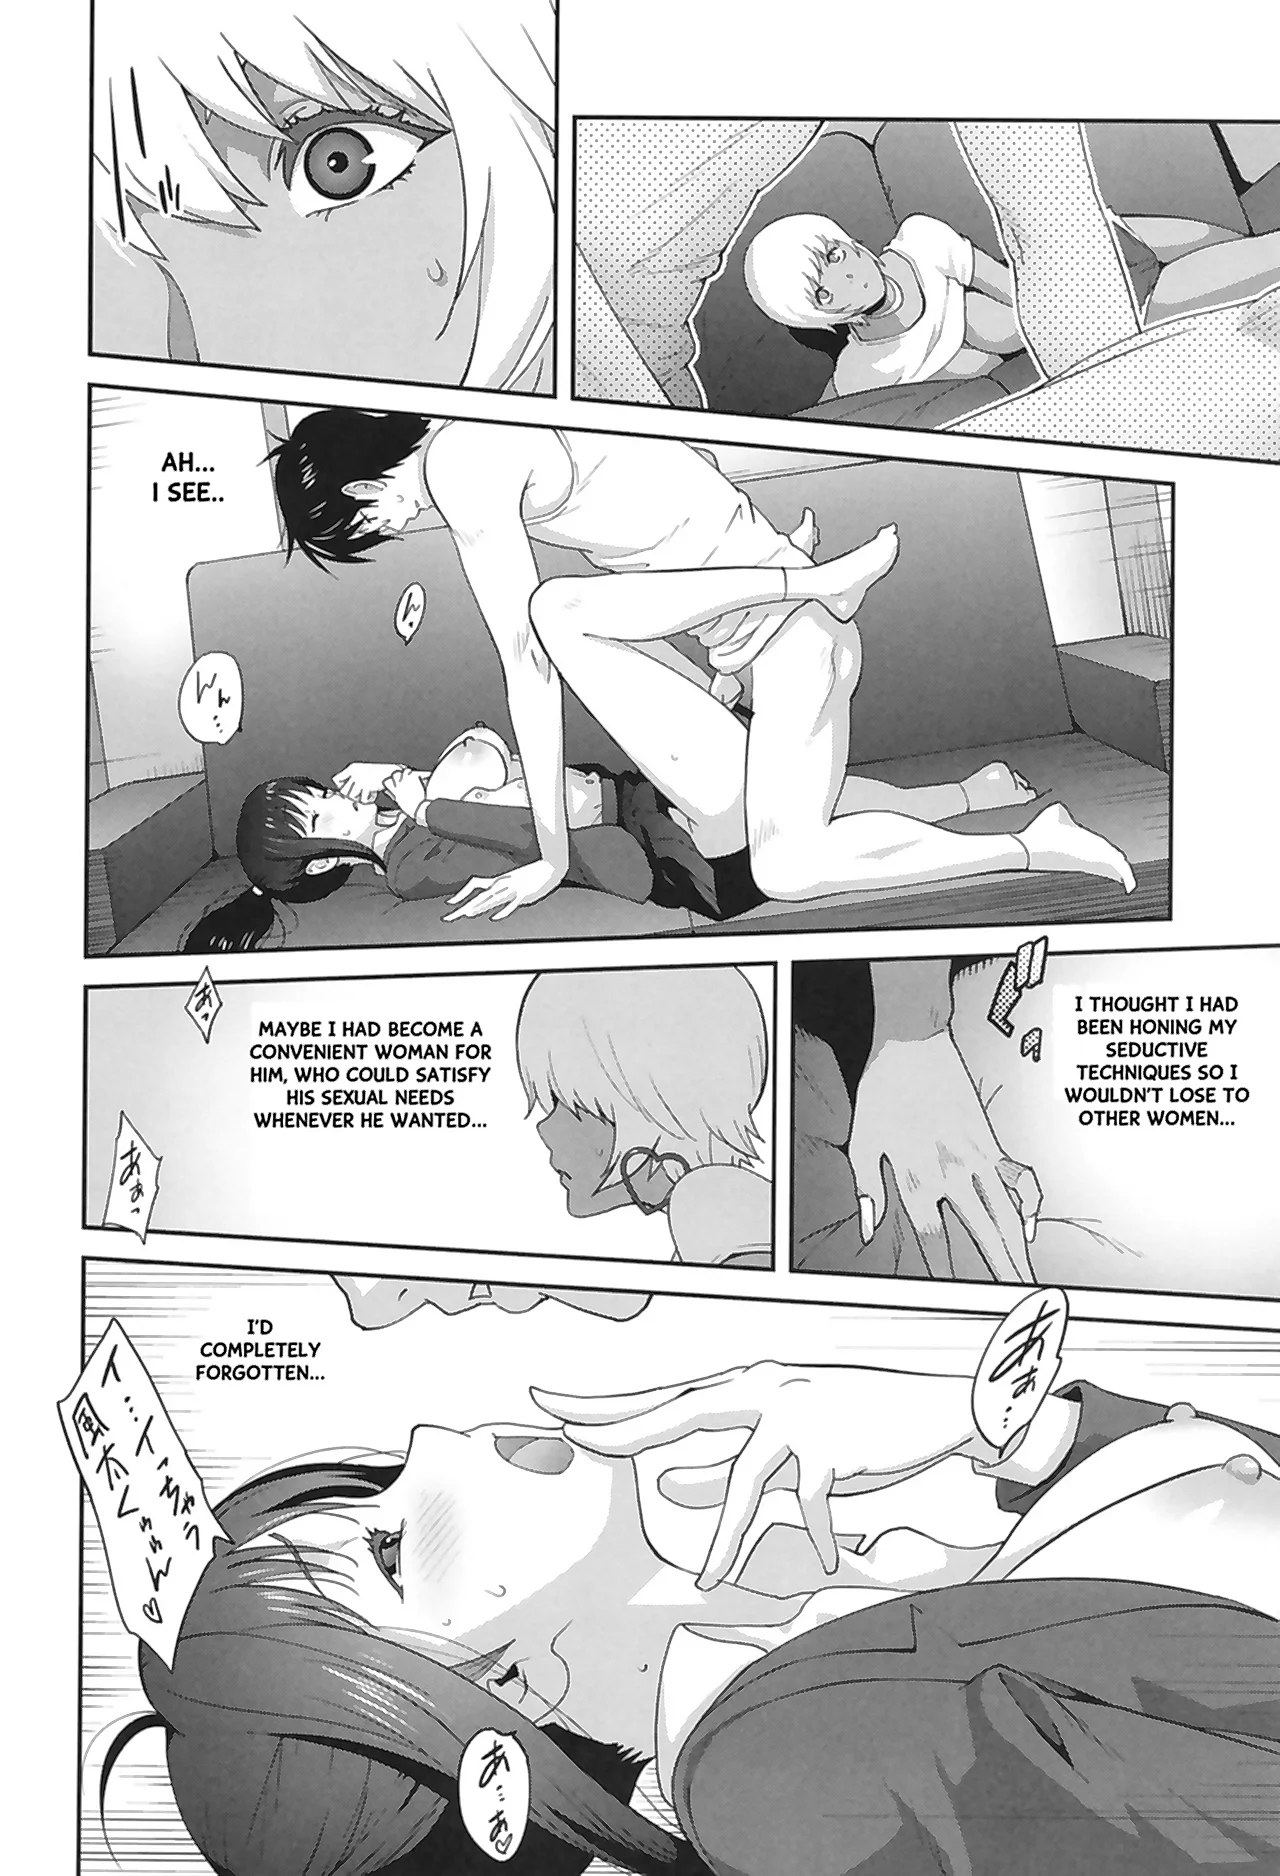 AH...
I SEE..
ん、
んん…
I THOUGHT I HAD
BEEN HONING MY
SEDUCTIVE
TECHNIQUES SO I
WOULDN'T LOSE TO
OTHER WOMEN...
MAYBE I HAD BECOME A
CONVENIENT WOMAN FOR
HIM, WHO COULD SATISFY
HIS SEXUAL NEEDS
WHENEVER HE WANTED...
あっ
あぁっ
I'D
COMPLETELY
FORGOTTEN...
あぁ…
イ…イっちゃう
風太くぅぅん♡
あ…あ♡